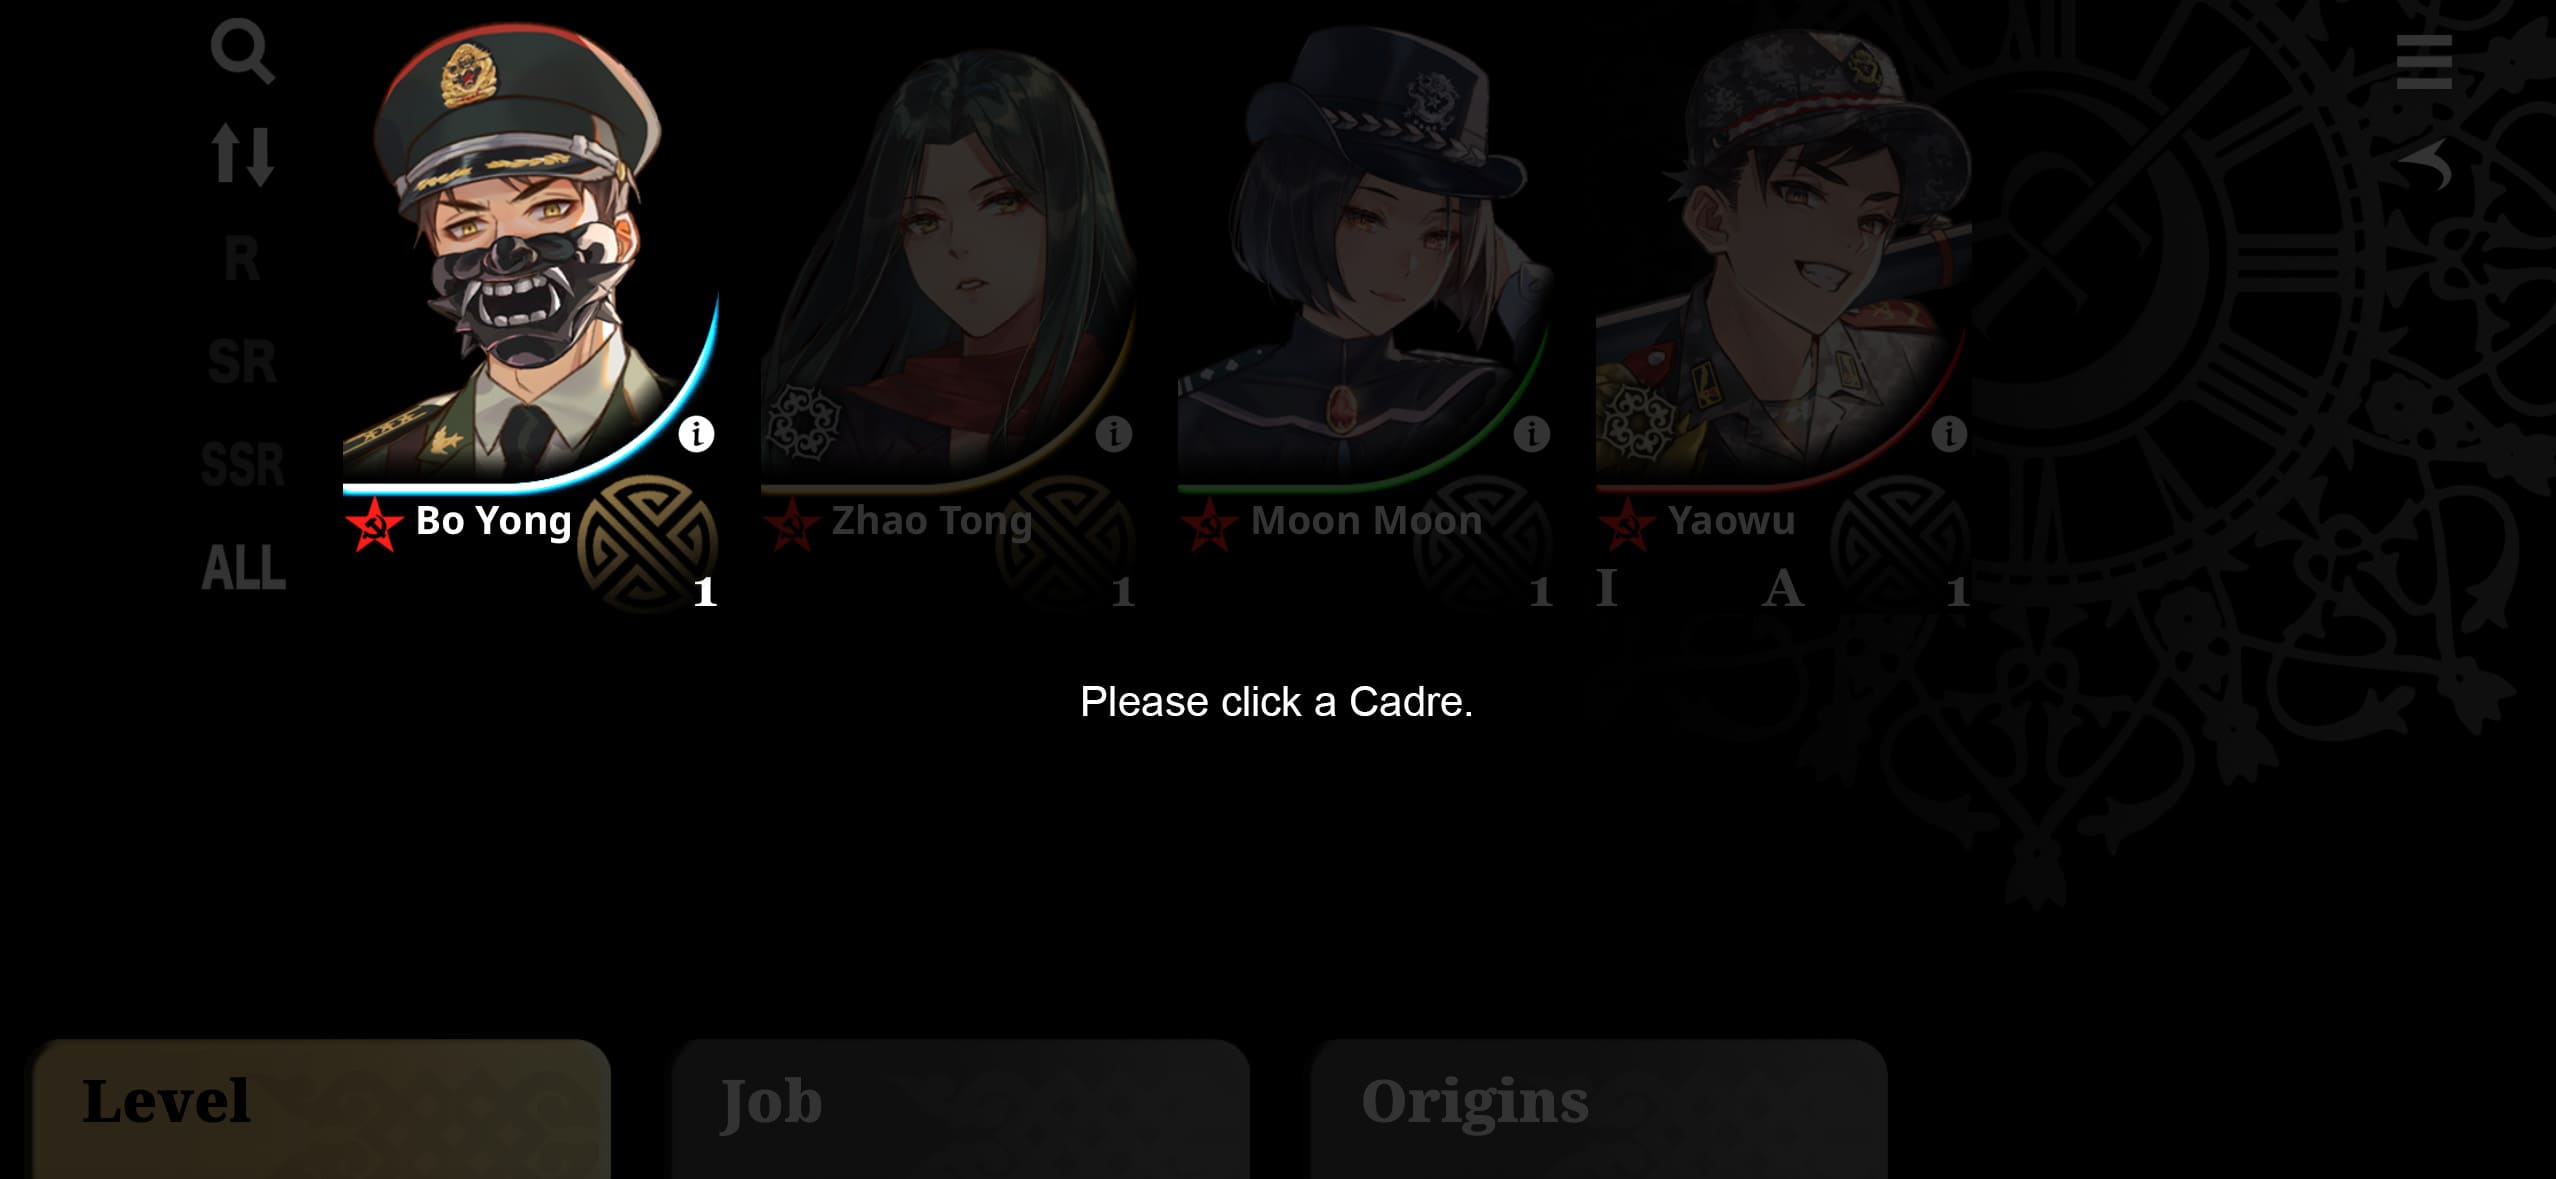 R
SR
SSR
ALL
i
i
i
i
Bo Yong
1
Zhao Tong
1
Moon Moon
1
Yaowu
I A 1
Please click a Cadre.
Level
Job
Origins